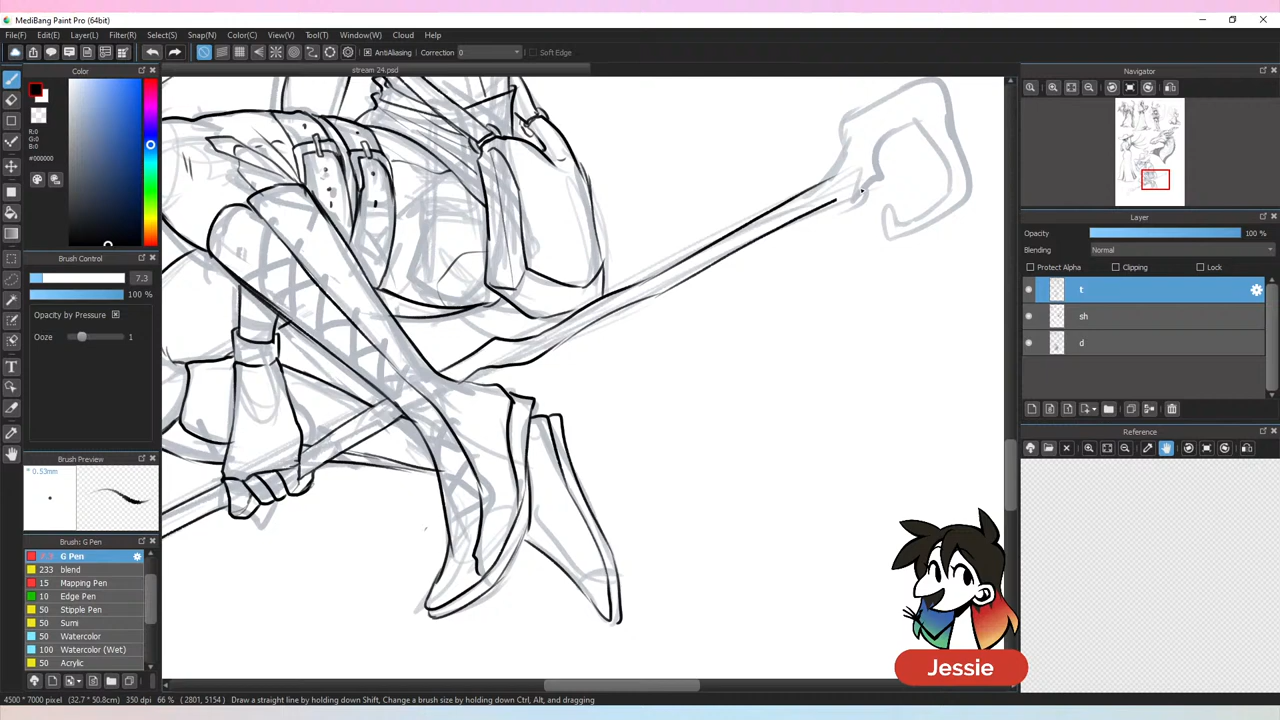 MediBang Paint Pro (64bit)
File(F) Edit(E) Layer(L) Filter(R) Select(S) Snap(N) Color(C) View(V) Tool(T) Window(W) Cloud Help
AntiAliasing Correction 0 Soft Edge
stream 24.psd
Color
R:0
G:0
B:0
#000000
Brush Control
7.3
100 %
Opacity by Pressure
Ooze 1
Brush Preview
* 0.53mm
Brush: G Pen
7.3 G Pen
233 blend
15 Mapping Pen
10 Edge Pen
50 Stipple Pen
50 Sumi
50 Watercolor
100 Watercolor (Wet)
50 Acrylic
Navigator
Layer
Opacity 100 %
Blending Normal
Protect Alpha Clipping Lock
t
sh
d
Reference
Jessie
4500 * 7000 pixel (32.7 * 50.8cm) 350 dpi 66 % ( 2801, 5154 ) Draw a straight line by holding down Shift, Change a brush size by holding down Ctrl, Alt, and dragging